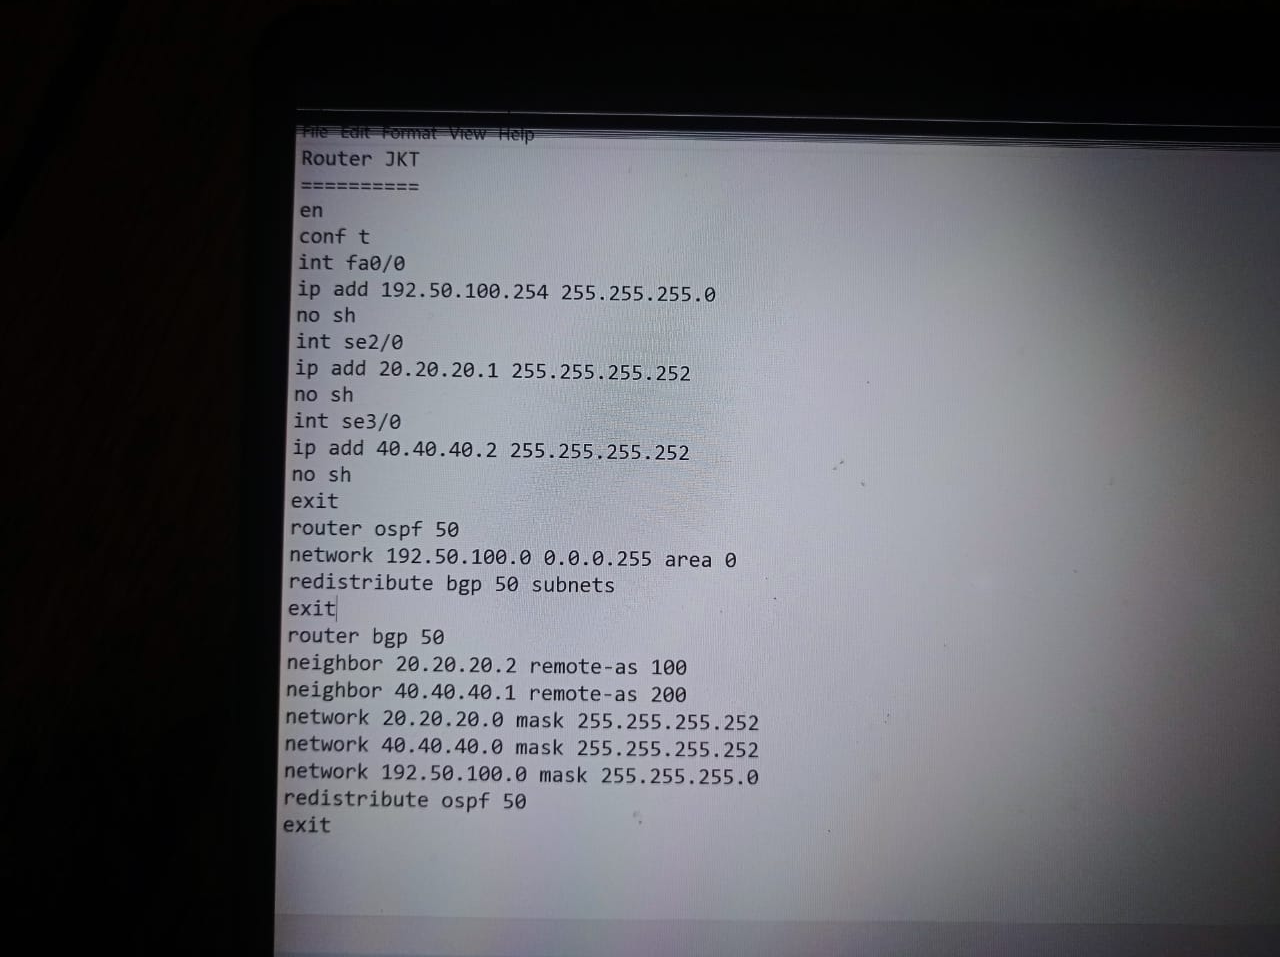 File Edit Format View Help
Router JKT
==========
en
conf t
int fa0/0
ip add 192.50.100.254 255.255.255.0
no sh
int se2/0
ip add 20.20.20.1 255.255.255.252
no sh
int se3/0
ip add 40.40.40.2 255.255.255.252
no sh
exit
router ospf 50
network 192.50.100.0 0.0.0.255 area 0
redistribute bgp 50 subnets
exit
router bgp 50
neighbor 20.20.20.2 remote-as 100
neighbor 40.40.40.1 remote-as 200
network 20.20.20.0 mask 255.255.255.252
network 40.40.40.0 mask 255.255.255.252
network 192.50.100.0 mask 255.255.255.0
redistribute ospf 50
exit